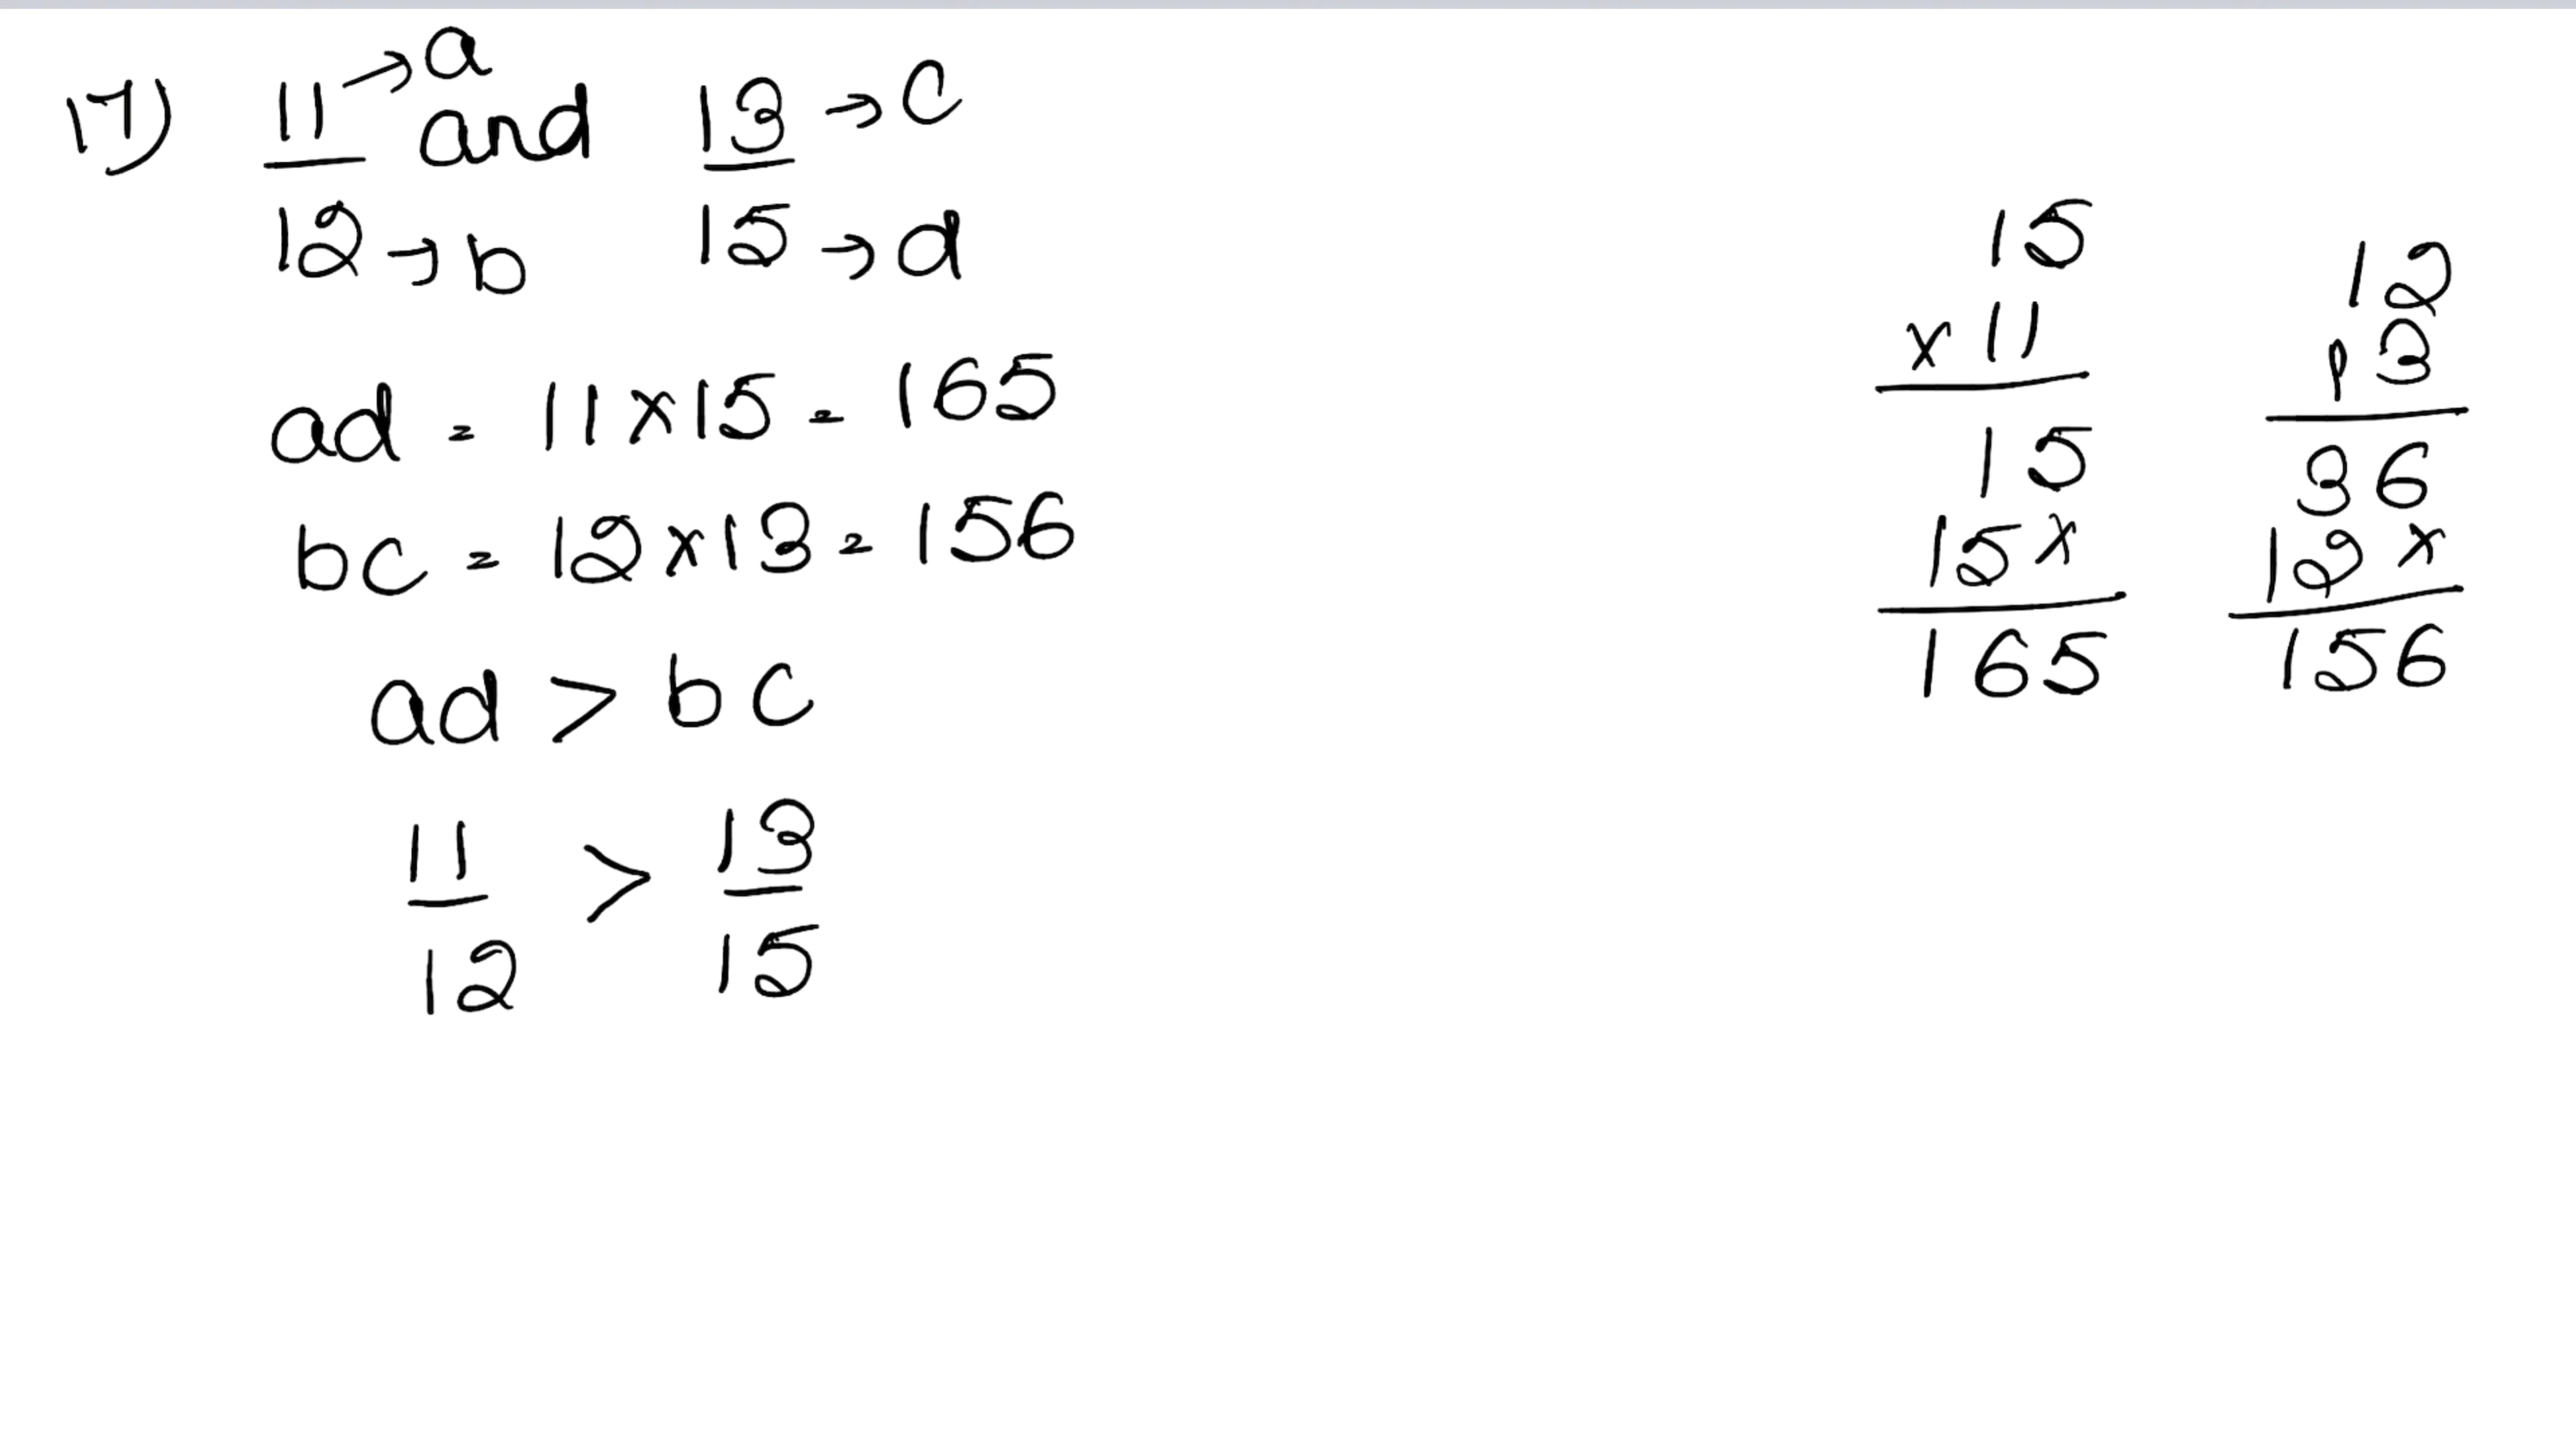 17) 11 → a and 13 → c
12 → b 15 → d
ad = 11 x 15 = 165
bc = 12 x 13 = 156
ad > bc
11 > 13
12 15
15
x 11
15
15 x
165
12
13
36
12 x
156